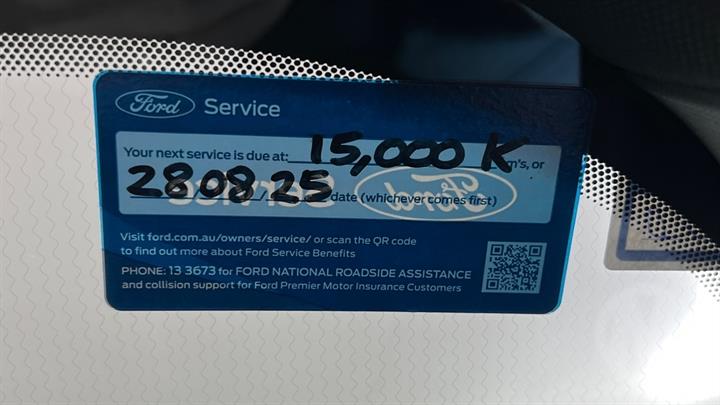 Ford Service
Your next service is due at: 15,000 K m's, or
28 08 25 date (whichever comes first)
Visit ford.com.au/owners/service/ or scan the QR code
to find out more about Ford Service Benefits
PHONE: 13 3673 for FORD NATIONAL ROADSIDE ASSISTANCE
and collision support for Ford Premier Motor Insurance Customers